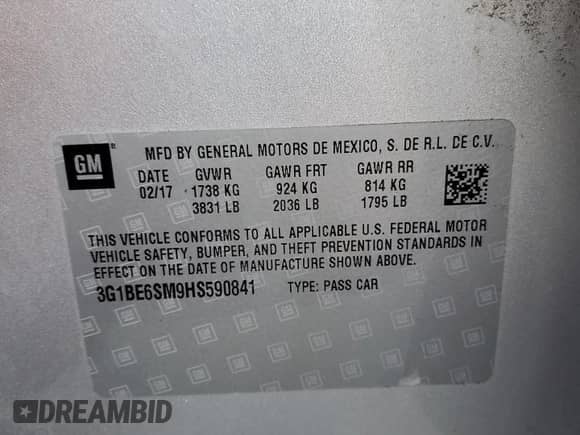 GM
MFD BY GENERAL MOTORS DE MEXICO, S. DE R.L. DE C.V.
DATE GVWR GAWR FRT GAWR RR
02/17 1738 KG 924 KG 814 KG
3831 LB 2036 LB 1795 LB
THIS VEHICLE CONFORMS TO ALL APPLICABLE U.S. FEDERAL MOTOR
VEHICLE SAFETY, BUMPER, AND THEFT PREVENTION STANDARDS IN
EFFECT ON THE DATE OF MANUFACTURE SHOWN ABOVE.
3G1BE6SM9HS590841 TYPE: PASS CAR
DREAMBID